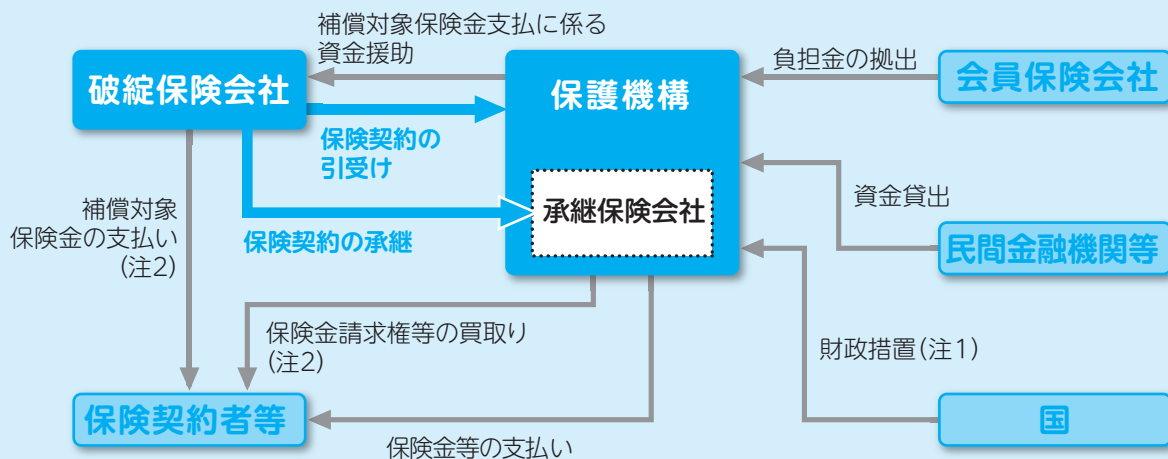 補償対象保険金支払に係る
資金援助
破綻保険会社
保護機構
負担金の拠出
会員保険会社
保険契約の
引受け
承継保険会社
資金貸出
補償対象
保険金の支払い
(注2)
保険契約の承継
民間金融機関等
保険金請求権等の買取り
(注2)
財政措置(注1)
保険契約者等
国
保険金等の支払い